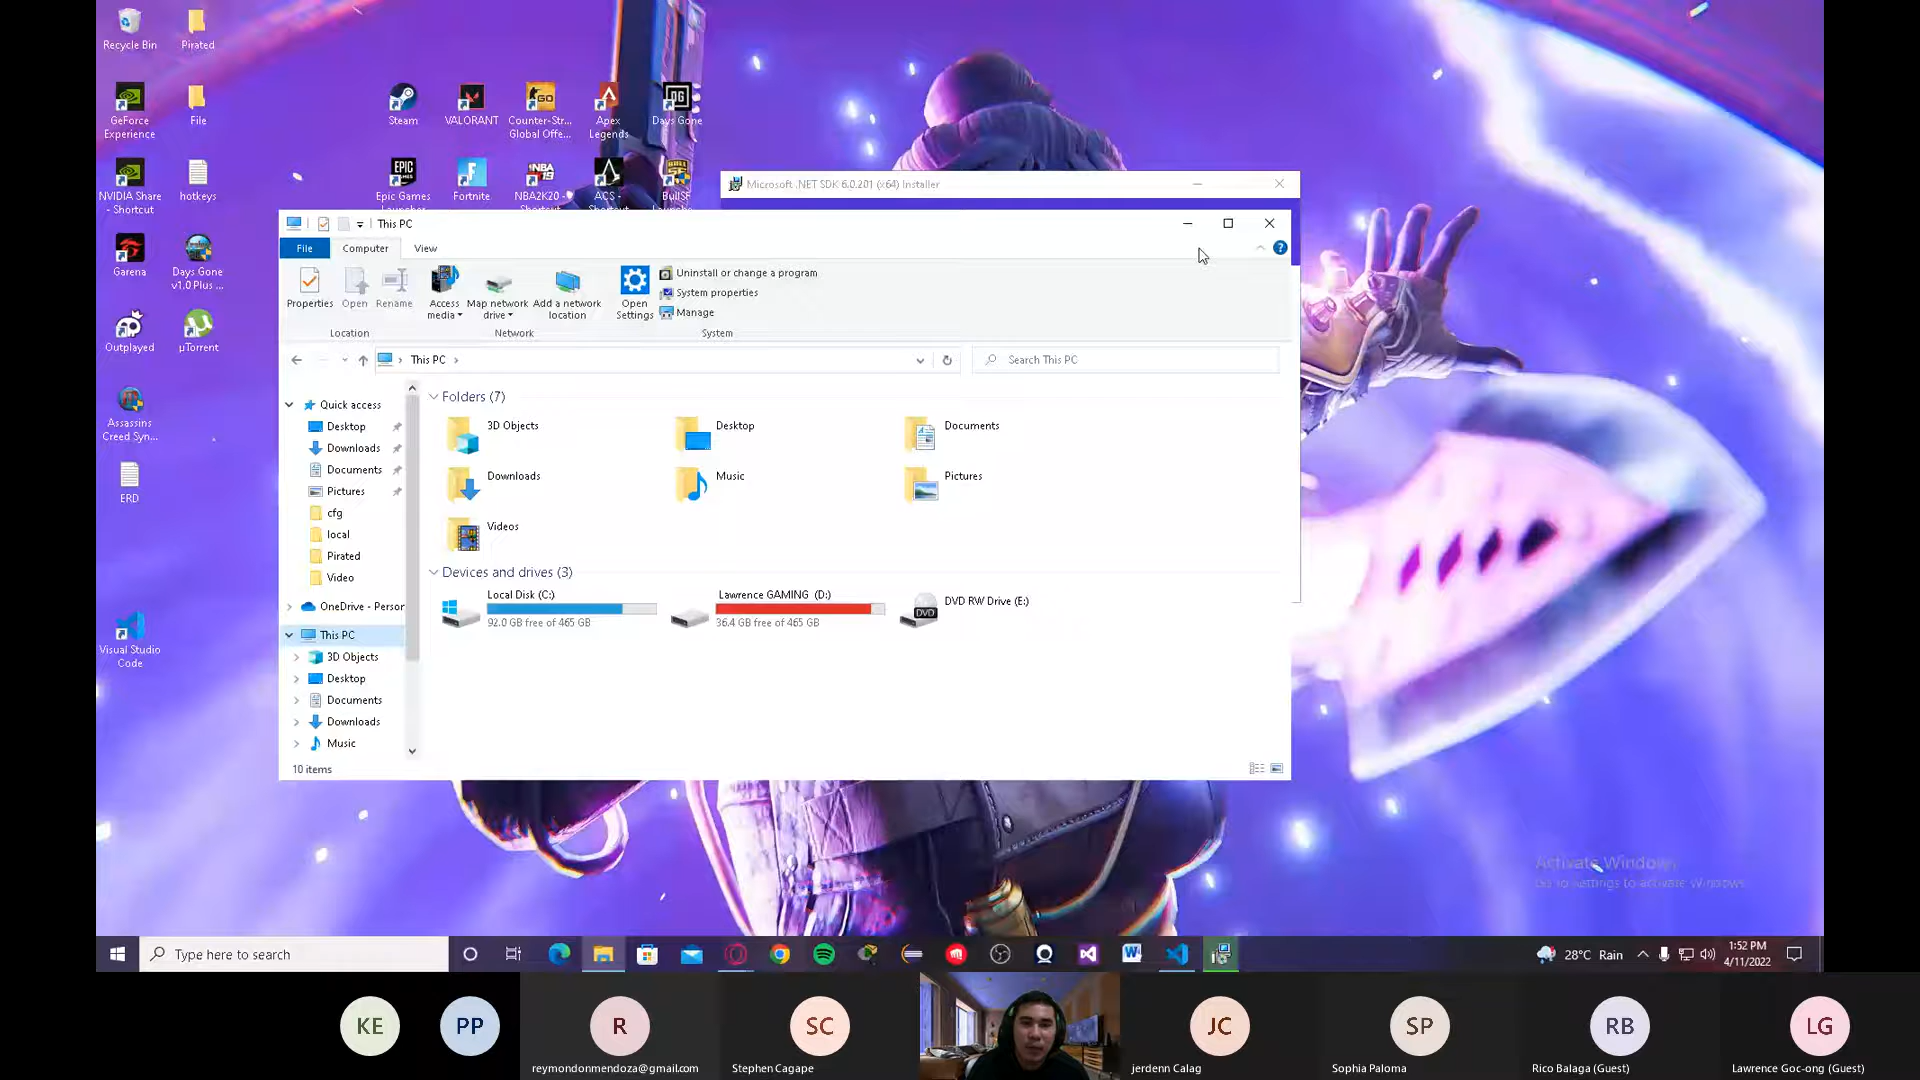 Recycle Bin
Pirated
GeForce
Experience
File
Steam
VALORANT
Counter-Str...
Global Offe...
Apex
Legends
Days Gone
NVIDIA Share
- Shortcut
hotkeys
Epic Games
Fortnite
NBA2K20 -
ACS -
BullSE
Garena
Days Gone
v1.0 Plus ...
Outplayed
µTorrent
Assassins
Creed Syn...
ERD
Visual Studio
Code
Microsoft .NET SDK 6.0.201 (x64) Installer
This PC
File
Computer
View
Properties
Open
Rename
Access
media
Map network
drive
Add a network
location
Open
Settings
Uninstall or change a program
System properties
Manage
Location
Network
System
This PC
Search This PC
Quick access
Desktop
Downloads
Documents
Pictures
cfg
local
Pirated
Video
OneDrive - Person
This PC
3D Objects
Desktop
Documents
Downloads
Music
Folders (7)
3D Objects
Desktop
Documents
Downloads
Music
Pictures
Videos
Devices and drives (3)
Local Disk (C:)
92.0 GB free of 465 GB
Lawrence GAMING (D:)
36.4 GB free of 465 GB
DVD RW Drive (E:)
10 items
Activate Windows
Go to Settings to activate Windows.
Type here to search
28°C Rain
1:52 PM
4/11/2022
KE
PP
R
reymondonmendoza@gmail.com
SC
Stephen Cagape
JC
jerdenn Calag
SP
Sophia Paloma
RB
Rico Balaga (Guest)
LG
Lawrence Goc-ong (Guest)